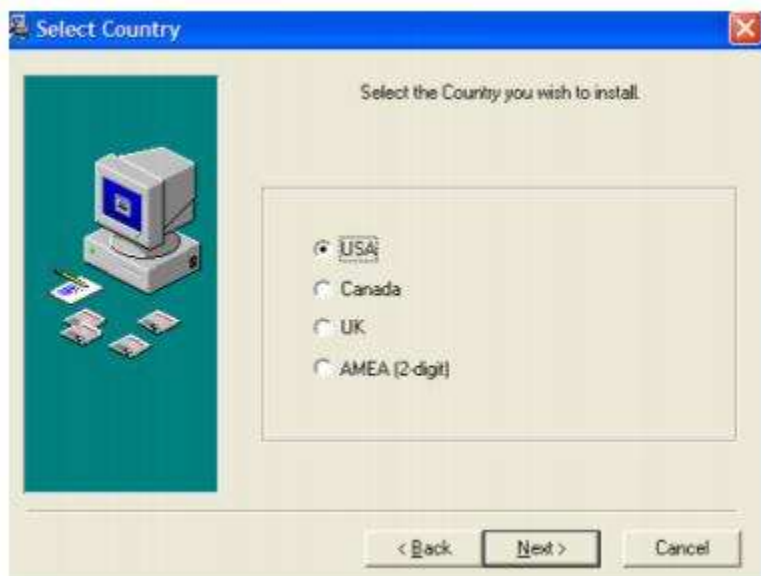 Select Country
Select the Country you wish to install.
USA
Canada
UK
AMEA (2-digit)
< Back
Next >
Cancel